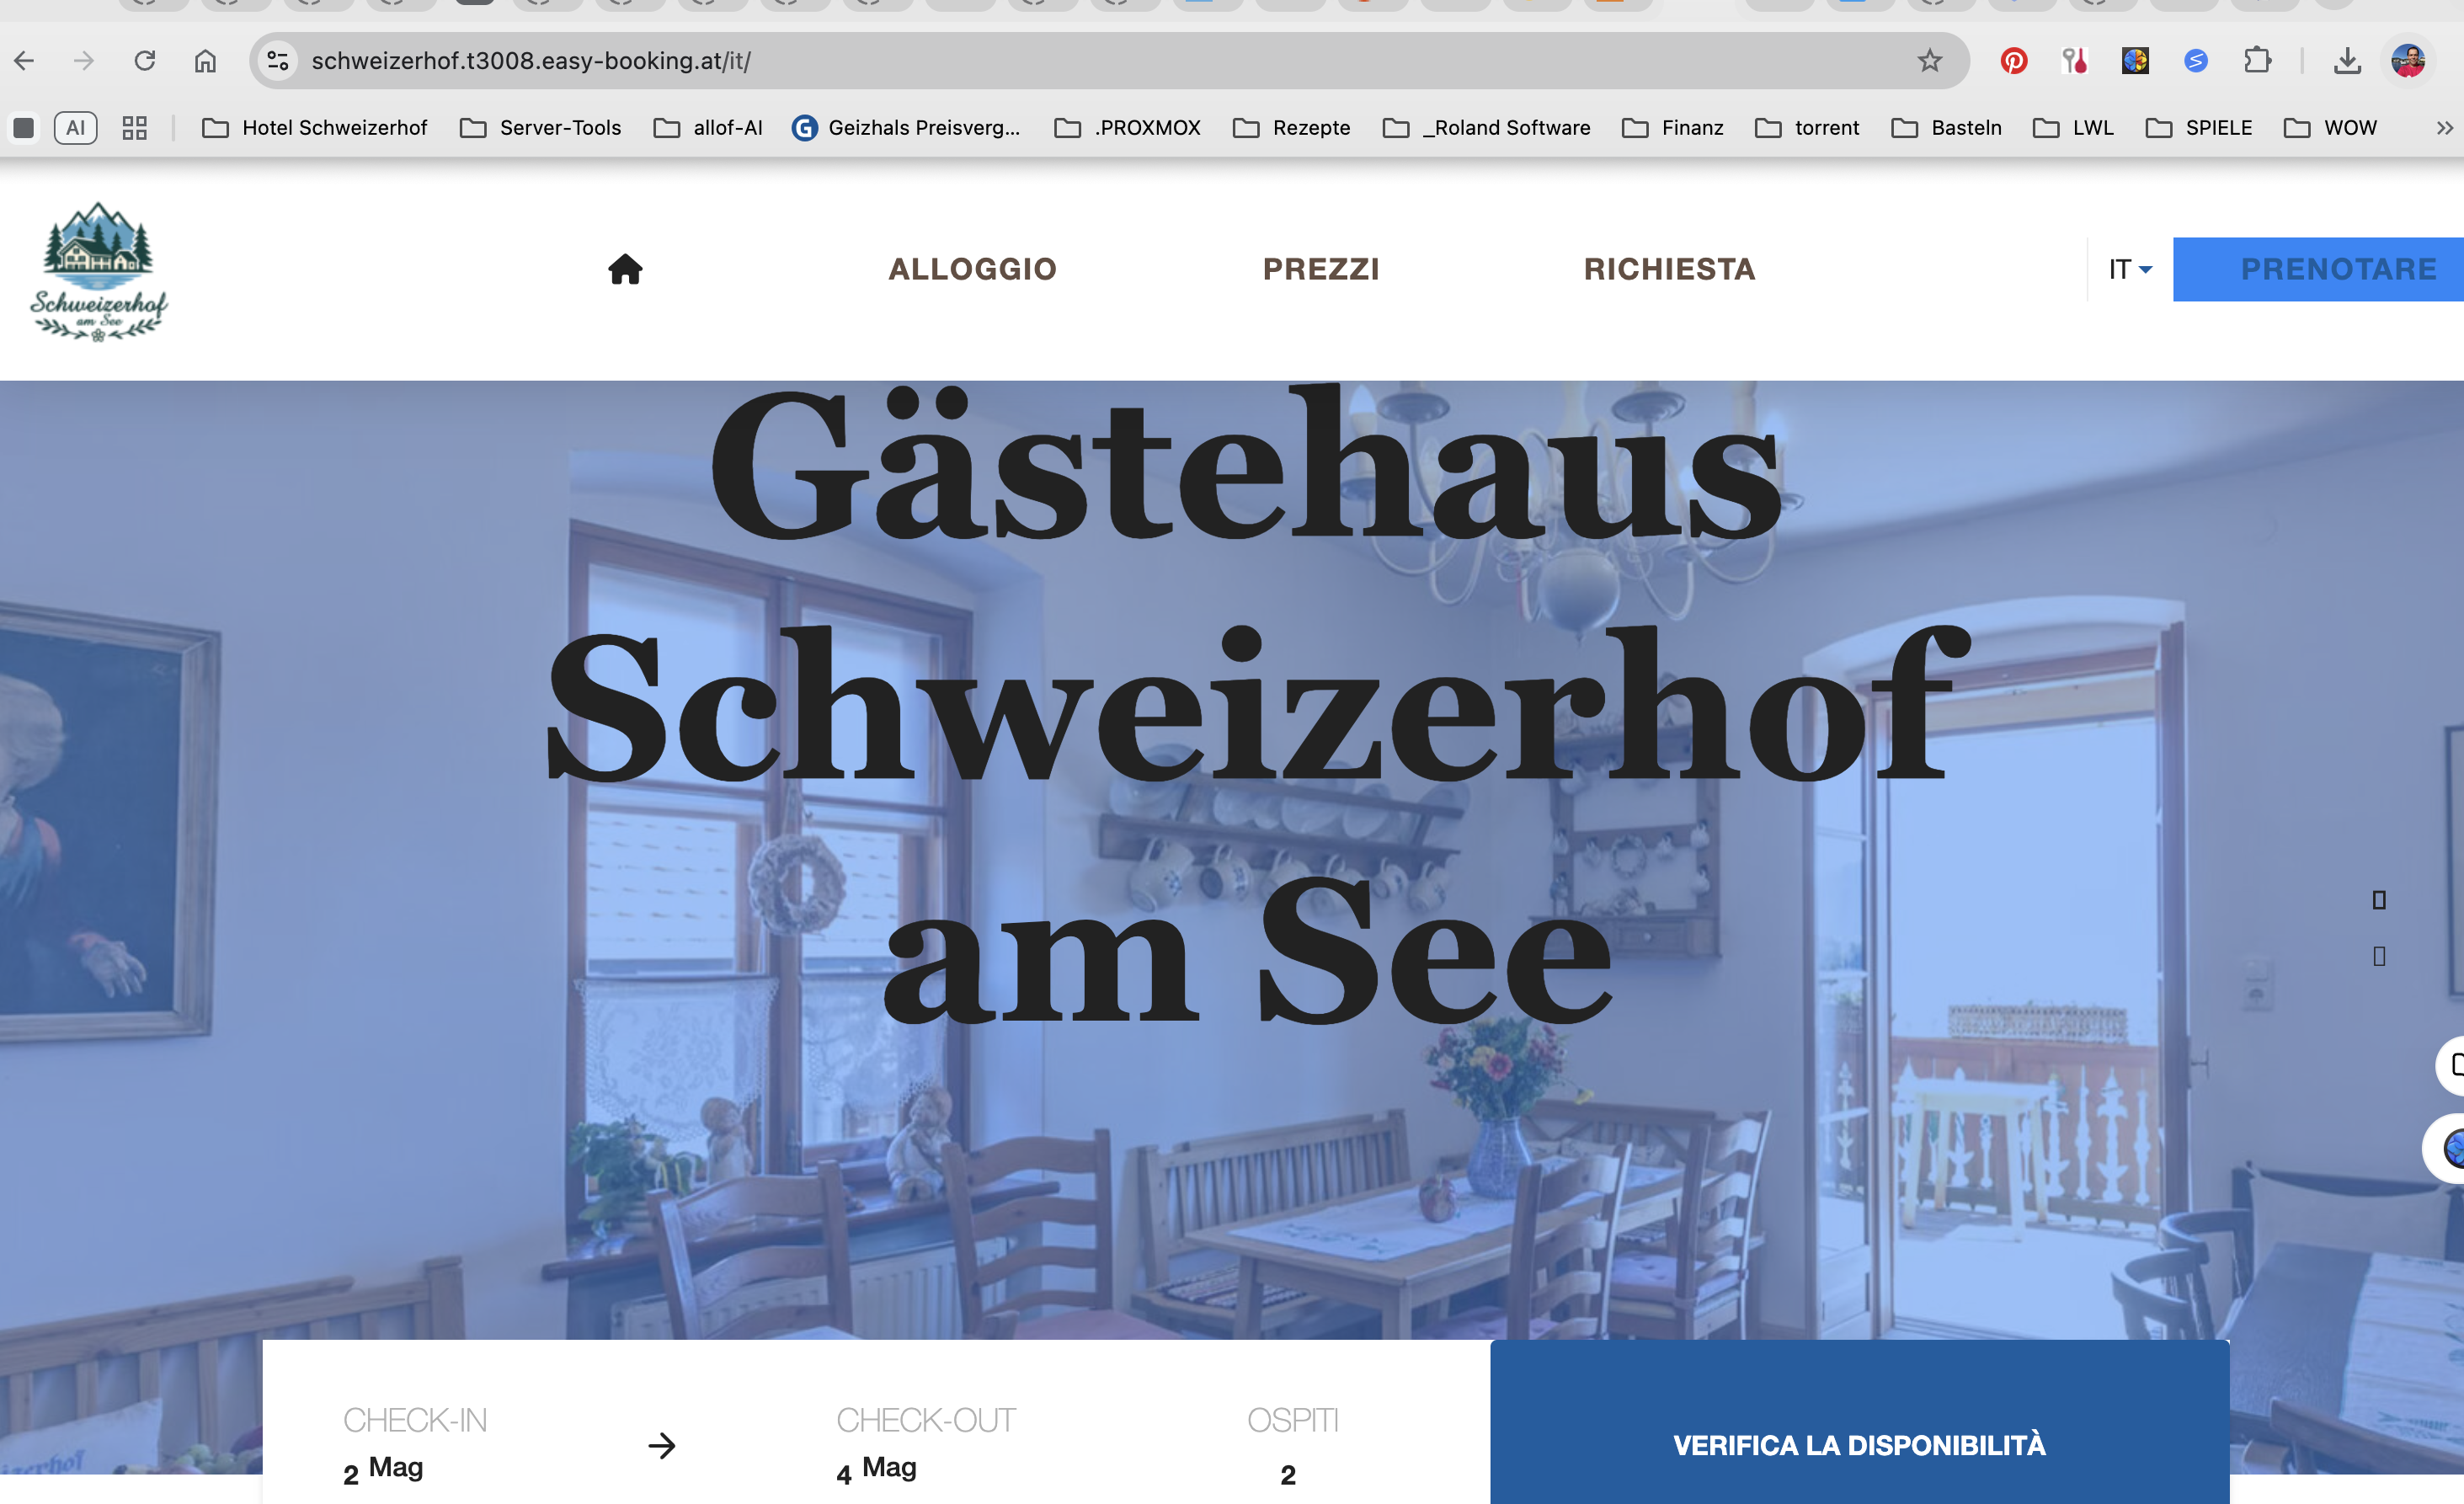 schweizerhof.t3008.easy-booking.at/it/
AI
Hotel Schweizerhof
Server-Tools
allof-AI
G Geizhals Preisverg...
.PROXMOX
Rezepte
_Roland Software
Finanz
torrent
Basteln
LWL
SPIELE
WOW
Schweizerhof
am See
ALLOGGIO
PREZZI
RICHIESTA
IT
PRENOTARE
Gästehaus
Schweizerhof
am See
CHECK-IN
2 Mag
CHECK-OUT
4 Mag
OSPITI
2
VERIFICA LA DISPONIBILITÀ